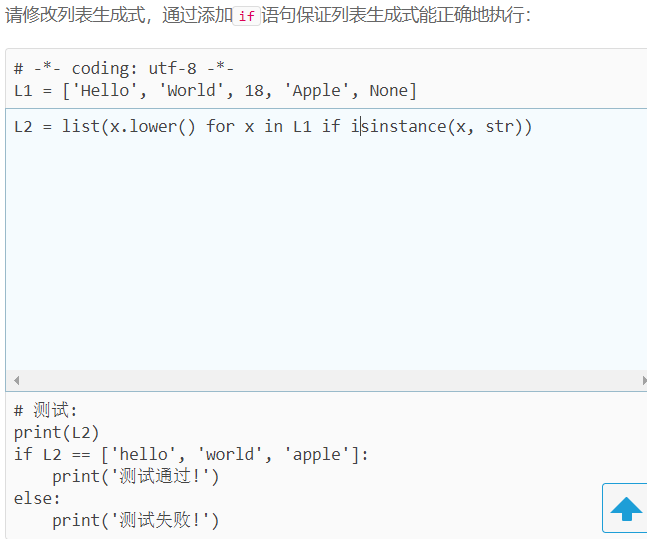 请修改列表生成式，通过添加if语句保证列表生成式能正确地执行：
# -*- coding: utf-8 -*-
L1 = ['Hello', 'World', 18, 'Apple', None]
L2 = list(x.lower() for x in L1 if isinstance(x, str))
# 测试:
print(L2)
if L2 == ['hello', 'world', 'apple']:
    print('测试通过!')
else:
    print('测试失败!')